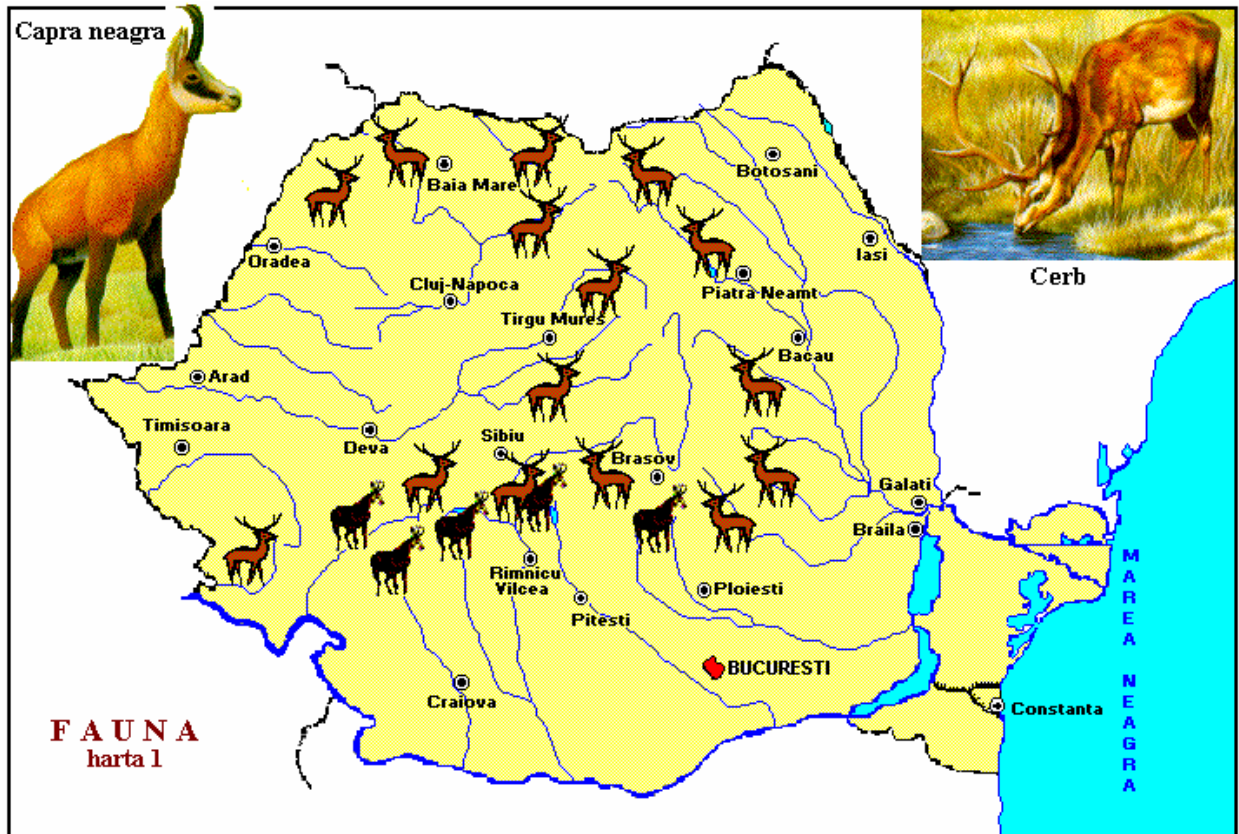 Capra neagra
Cerb
Botosani
Baia Mare
Iasi
Oradea
Piatra Neamt
Cluj-Napoca
Tirgu Mures
Bacau
Arad
Timisoara
Deva
Sibiu
Brasov
Galati
Braila
Rimnicu
Vilcea
Ploiesti
Pitesti
BUCURESTI
Craiova
Constanta
MAREA NEAGRA
FAUNA
harta 1